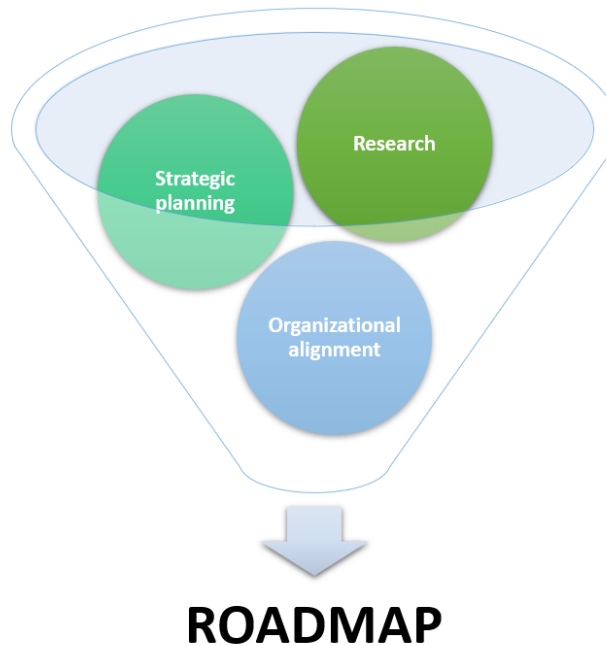 Research
Strategic
planning
Organizational
alignment
ROADMAP